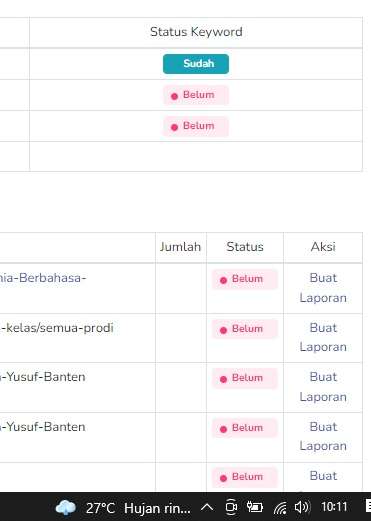 Status Keyword
Sudah
Belum
Belum
Jumlah Status Aksi
nia-Berbahasa- Belum Buat
Laporan
-kelas/semua-prodi Belum Buat
Laporan
-Yusuf-Banten Belum Buat
Laporan
-Yusuf-Banten Belum Buat
Laporan
Belum Buat
27°C Hujan rin... 10:11